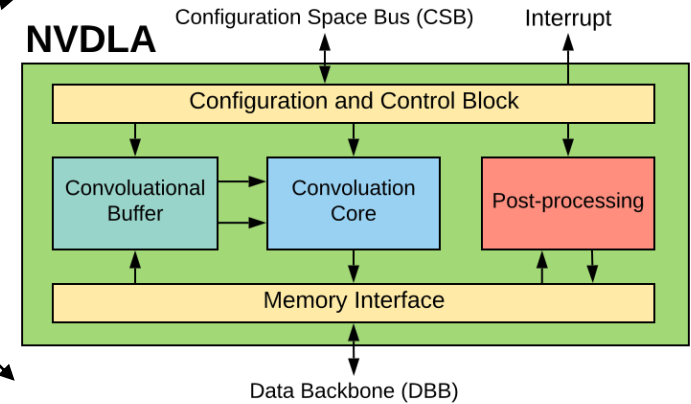 Configuration Space Bus (CSB)
Interrupt
NVDLA
Configuration and Control Block
Convoluational
Buffer
Convoluation
Core
Post-processing
Memory Interface
Data Backbone (DBB)